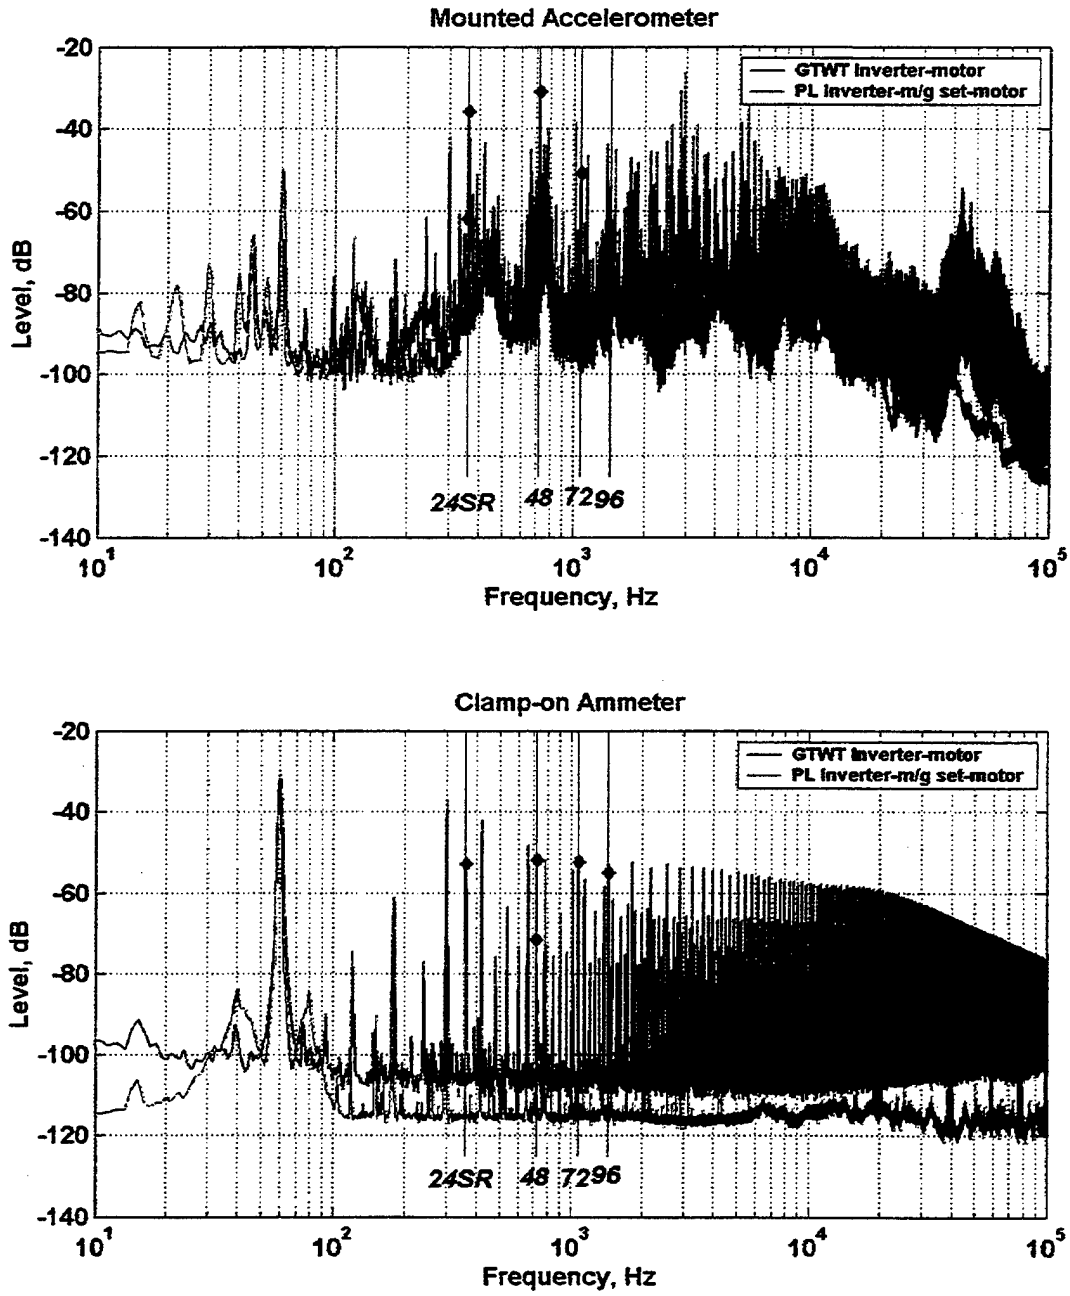 Mounted Accelerometer
-20
GTWT Inverter-motor
PL Inverter-m/g set-motor
-40
-60
Level, dB
-80
-100
-120
24SR 48 72 96
-140
10^1 10^2 10^3 10^4 10^5
Frequency, Hz
Clamp-on Ammeter
-20
GTWT Inverter-motor
PL Inverter-m/g set-motor
-40
-60
Level, dB
-80
-100
-120
24SR 48 72 96
-140
10^1 10^2 10^3 10^4 10^5
Frequency, Hz